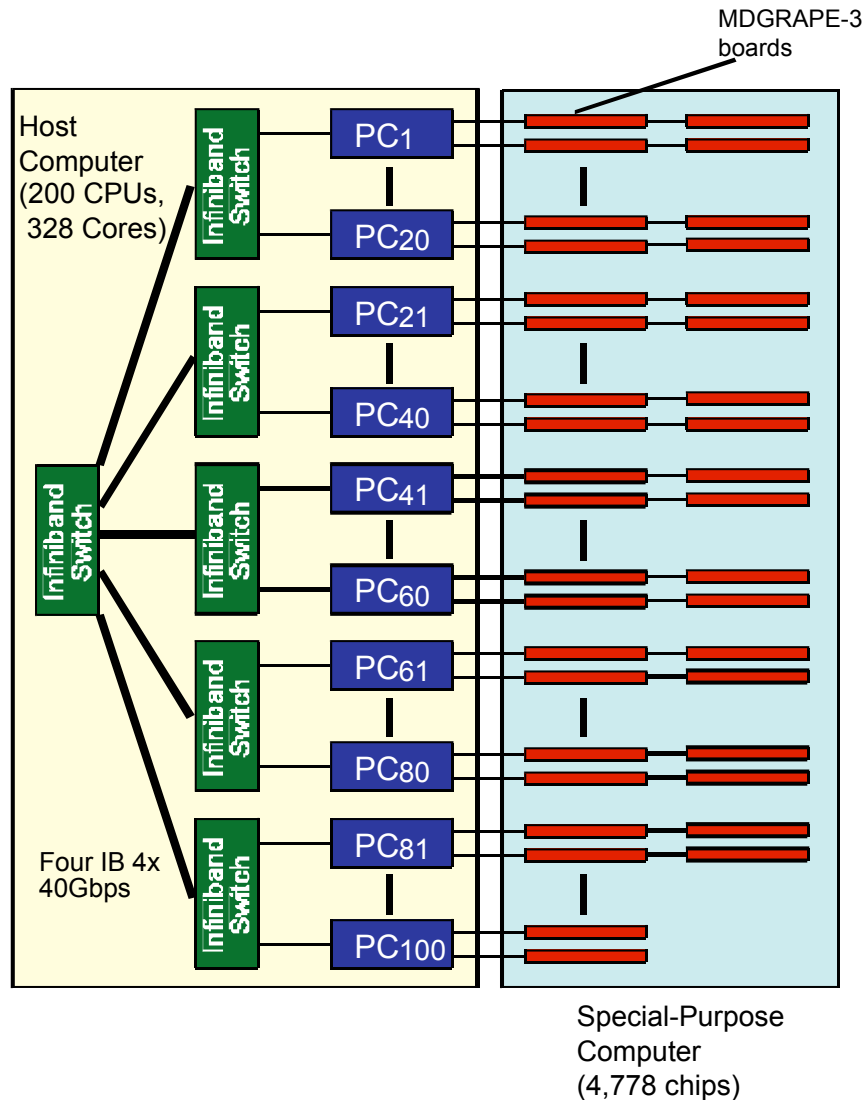 MDGRAPE-3
boards
Host
Computer
(200 CPUs,
328 Cores)
Infiniband
Switch
PC1
PC20
Infiniband
Switch
PC21
PC40
Infiniband
Switch
Infiniband
Switch
PC41
PC60
Infiniband
Switch
PC61
PC80
Four IB 4x
40Gbps
Infiniband
Switch
PC81
PC100
Special-Purpose
Computer
(4,778 chips)